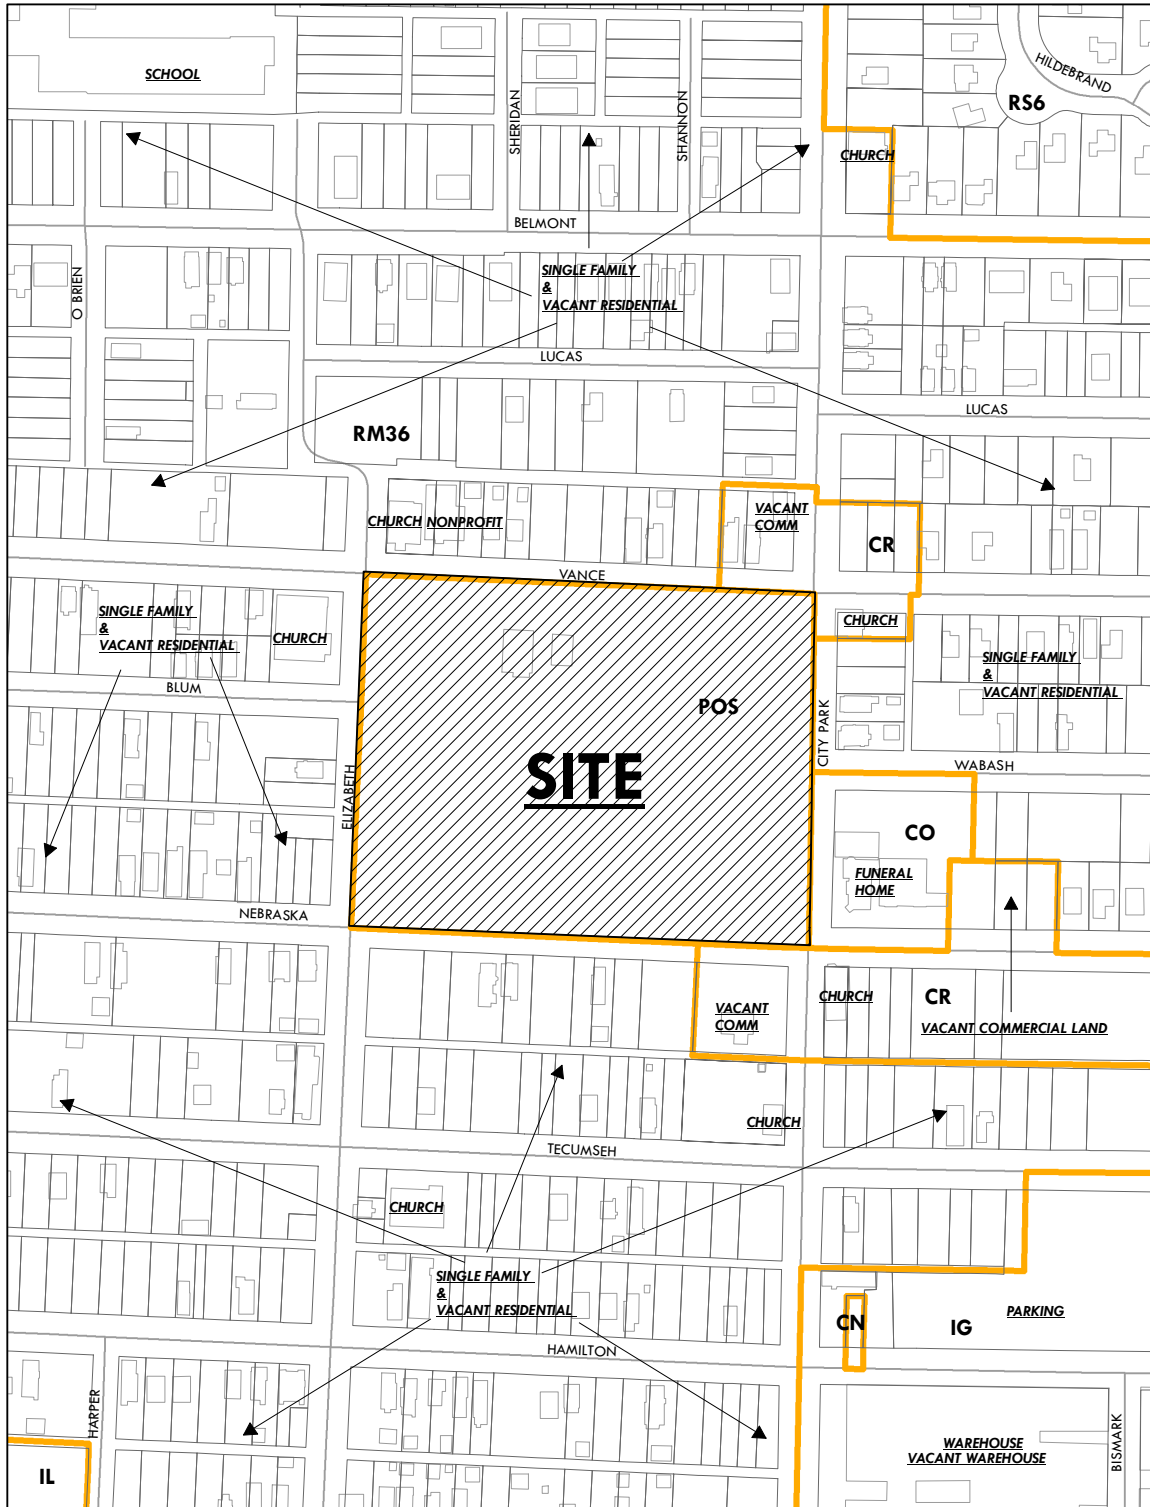 SCHOOL
HILDEBRAND
RS6
SHERIDAN
SHANNON
CHURCH
BELMONT
O BRIEN
SINGLE FAMILY
&
VACANT RESIDENTIAL
LUCAS
LUCAS
RM36
CHURCH
NONPROFIT
VACANT
COMM
CR
VANCE
SINGLE FAMILY
&
VACANT RESIDENTIAL
CHURCH
CHURCH
SINGLE FAMILY
&
VACANT RESIDENTIAL
BLUM
POS
CITY PARK
SITE
ELIZABETH
WABASH
CO
FUNERAL
HOME
NEBRASKA
VACANT
COMM
CHURCH
CR
VACANT COMMERCIAL LAND
CHURCH
TECUMSEH
CHURCH
SINGLE FAMILY
&
VACANT RESIDENTIAL
CN
IG
PARKING
HAMILTON
HARPER
BISMARK
WAREHOUSE
VACANT WAREHOUSE
IL